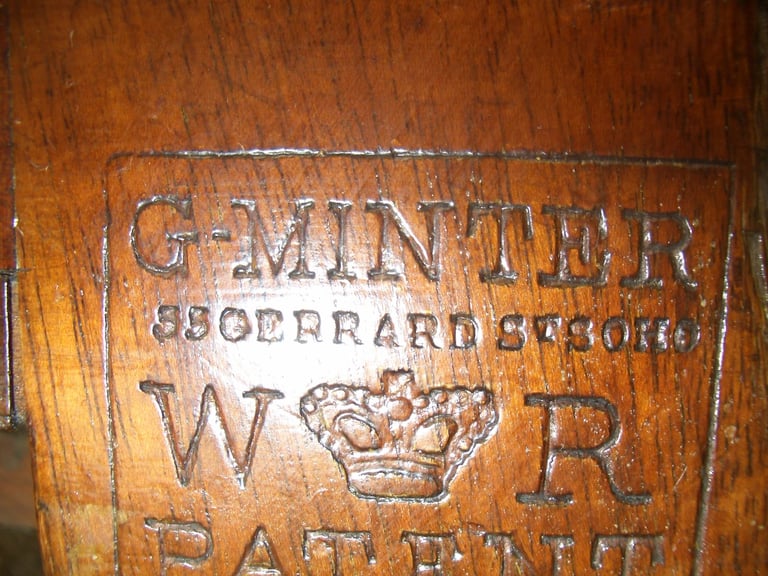 G-MINTER
33 GERRARD ST SOHO
W R
PATENT